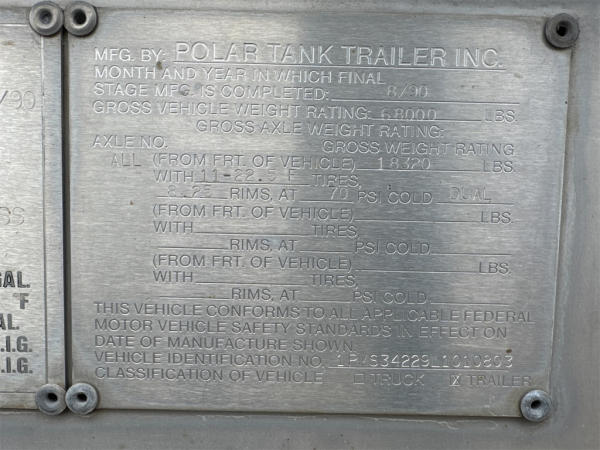 MFG. BY: POLAR TANK TRAILER INC.
MONTH AND YEAR IN WHICH FINAL
STAGE MFG IS COMPLETED: 8/90
GROSS VEHICLE WEIGHT RATING: 68000 LBS.
GROSS AXLE WEIGHT RATING:
AXLE NO. GROSS WEIGHT RATING
ALL (FROM FRT. OF VEHICLE) 18320 LBS.
WITH 11-22.5 F TIRES,
8.25 RIMS, AT 70 PSI COLD DUAL
(FROM FRT. OF VEHICLE) LBS.
WITH TIRES,
RIMS, AT PSI COLD
(FROM FRT. OF VEHICLE) LBS.
WITH TIRES,
RIMS, AT PSI COLD
THIS VEHICLE CONFORMS TO ALL APPLICABLE FEDERAL
MOTOR VEHICLE SAFETY STANDARDS IN EFFECT ON
DATE OF MANUFACTURE SHOWN.
VEHICLE IDENTIFICATION NO.
CLASSIFICATION OF VEHICLE TRUCK X TRAILER
/90
GAL.
F
I.G.
I.G.